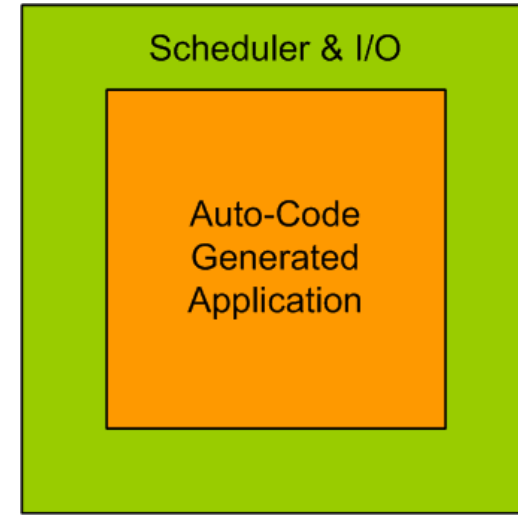 Scheduler & I/O
Auto-Code
Generated
Application